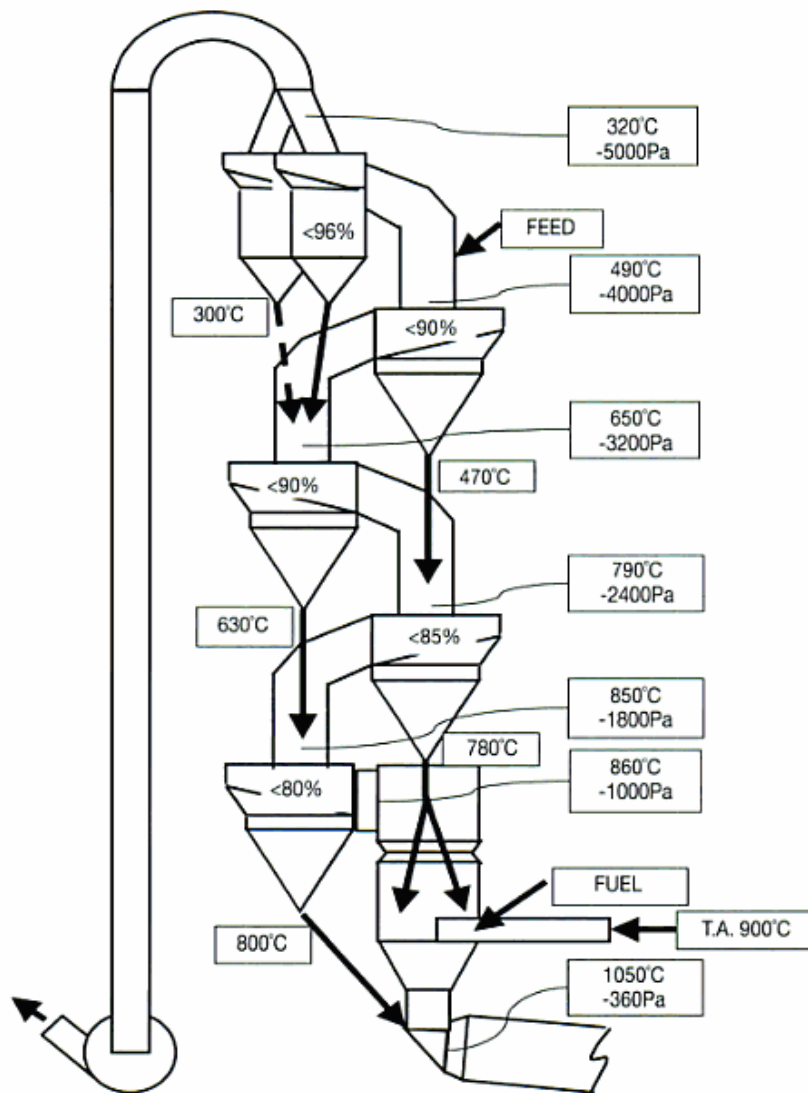 320°C
-5000Pa
<96%
FEED
490°C
-4000Pa
300°C
<90%
650°C
-3200Pa
<90%
470°C
790°C
-2400Pa
630°C
<85%
850°C
-1800Pa
780°C
<80%
860°C
-1000Pa
FUEL
T.A. 900°C
800°C
1050°C
-360Pa